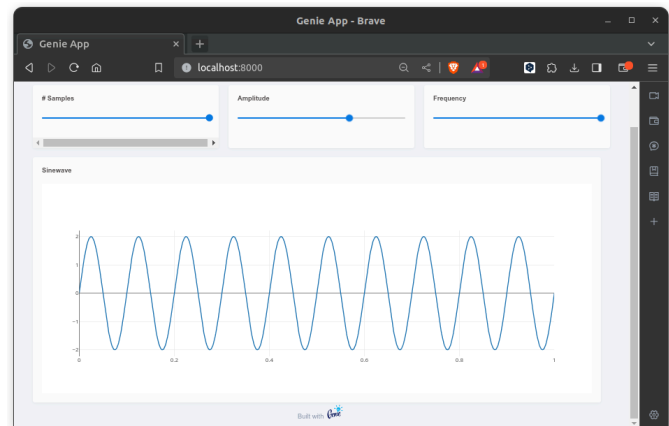 Genie App - Brave
Genie App
localhost:8000
# Samples
Amplitude
Frequency
Sinewave
2
1
0
−1
−2
0
0.2
0.4
0.6
0.8
1
Built with Genie